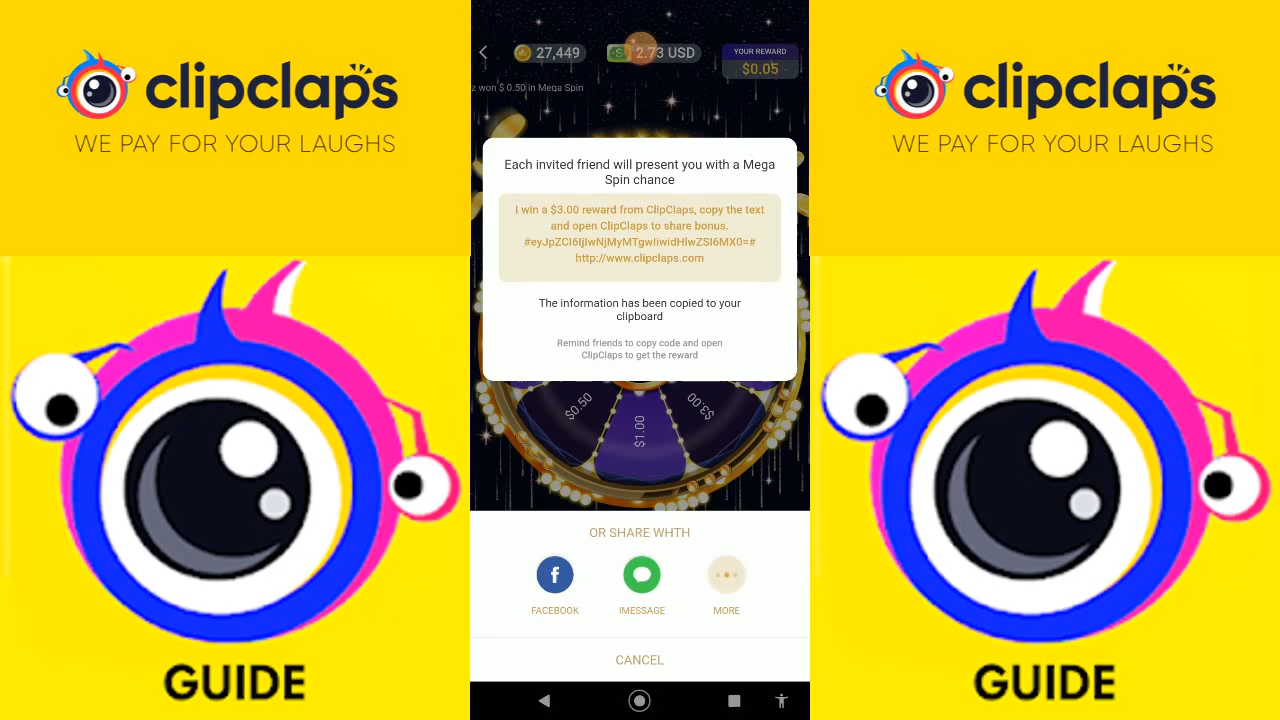 clipclaps
WE PAY FOR YOUR LAUGHS
GUIDE
27,449
2.73 USD
YOUR REWARD
$0.05
z won $ 0.50 in Mega Spin
Each invited friend will present you with a Mega
Spin chance
I win a $3.00 reward from ClipClaps, copy the text
and open ClipClaps to share bonus.
#eyJpZCI6IjIwNjMyMTgwIiwidHlwZSI6MX0=#
http://www.clipclaps.com
The information has been copied to your
clipboard
Remind friends to copy code and open
ClipClaps to get the reward
$0.50
$1.00
$3.00
OR SHARE WHTH
FACEBOOK
IMESSAGE
MORE
CANCEL
clipclaps
WE PAY FOR YOUR LAUGHS
GUIDE